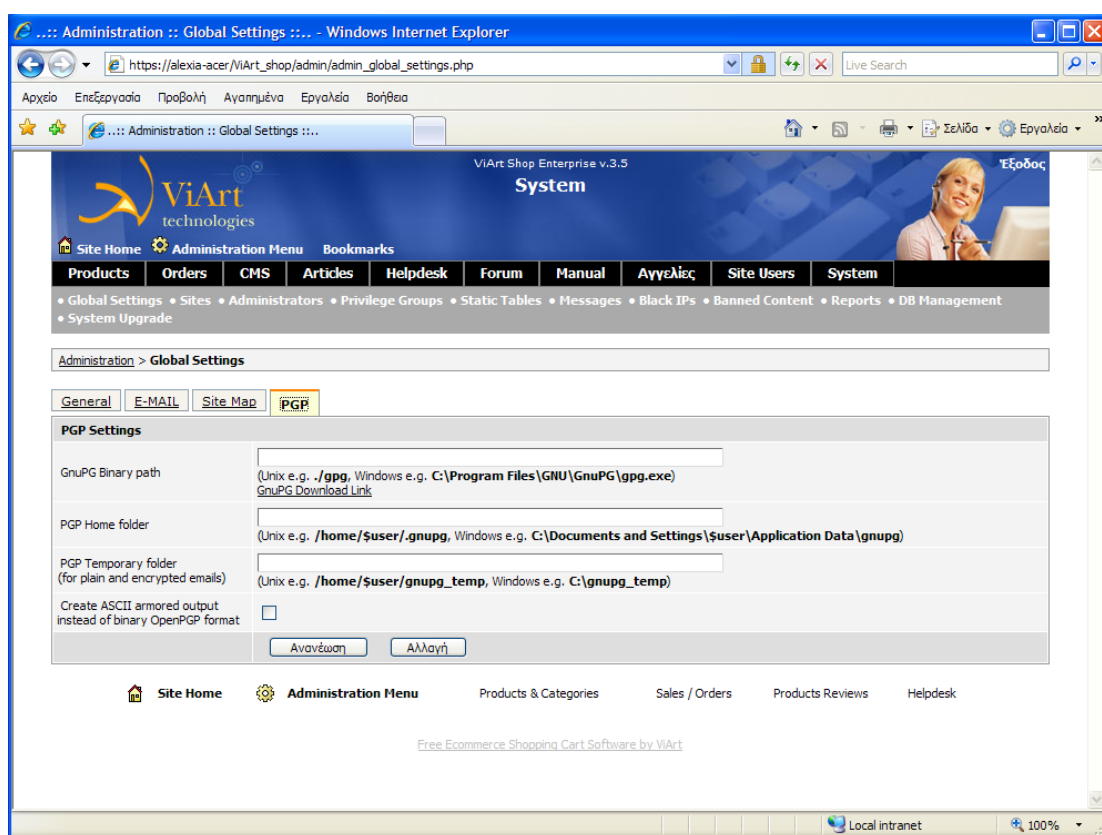 ..:: Administration :: Global Settings ::.. - Windows Internet Explorer
https://alexia-acer/ViArt_shop/admin/admin_global_settings.php
Live Search
Αρχείο Επεξεργασία Προβολή Αγαπημένα Εργαλεία Βοήθεια
..:: Administration :: Global Settings ::..
Σελίδα Εργαλεία
ViArt technologies
ViArt Shop Enterprise v.3.5
System
Έξοδος
Site Home Administration Menu Bookmarks
Products Orders CMS Articles Helpdesk Forum Manual Αγγελίες Site Users System
• Global Settings • Sites • Administrators • Privilege Groups • Static Tables • Messages • Black IPs • Banned Content • Reports • DB Management
• System Upgrade
Administration > Global Settings
General E-MAIL Site Map PGP
PGP Settings
GnuPG Binary path
(Unix e.g. ./gpg, Windows e.g. C:\Program Files\GNU\GnuPG\gpg.exe)
GnuPG Download Link
PGP Home folder
(Unix e.g. /home/$user/.gnupg, Windows e.g. C:\Documents and Settings\$user\Application Data\gnupg)
PGP Temporary folder
(for plain and encrypted emails)
(Unix e.g. /home/$user/gnupg_temp, Windows e.g. C:\gnupg_temp)
Create ASCII armored output
instead of binary OpenPGP format
Ανανέωση Αλλαγή
Site Home Administration Menu Products & Categories Sales / Orders Products Reviews Helpdesk
Free Ecommerce Shopping Cart Software by ViArt
Local intranet 100%